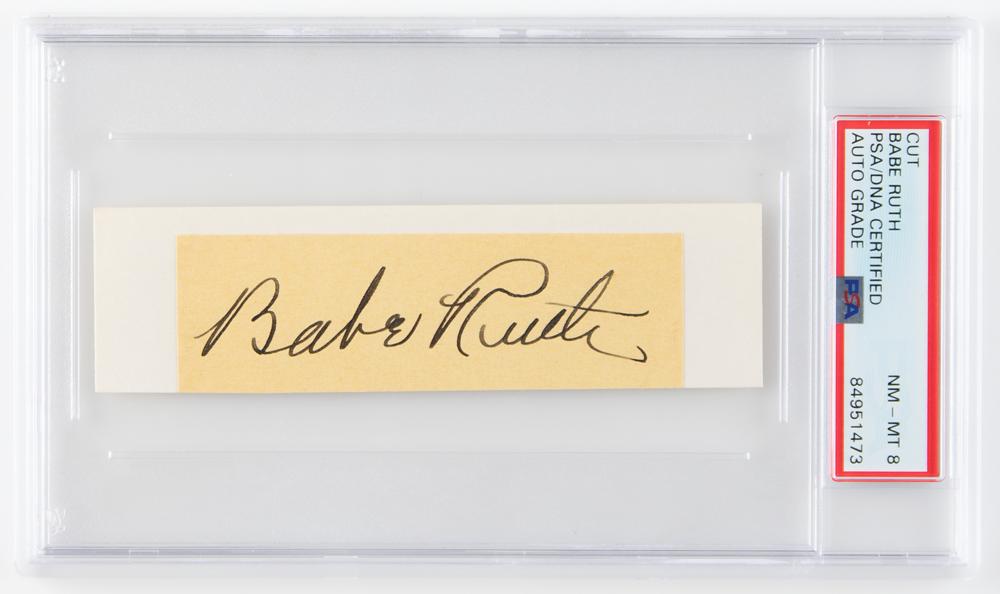 Babe Ruth
CUT
BABE RUTH
PSA/DNA CERTIFIED
AUTO GRADE
PSA
NM - MT 8
84951473